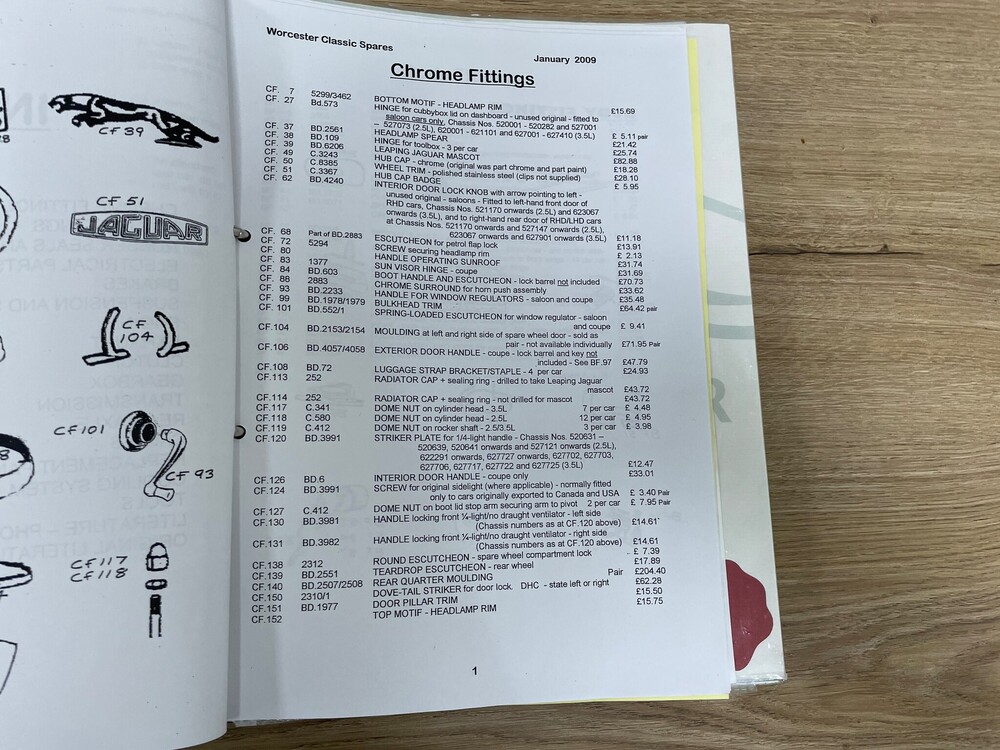 CF 39
CF 51
JAGUAR
CF
104
CF101
CF 93
CF117
CF118
Worcester Classic Spares
January 2009
Chrome Fittings
CF. 7 5299/3462 BOTTOM MOTIF - HEADLAMP RIM £15.69
CF. 27 Bd.573 HINGE for cubbybox lid on dashboard - unused original - fitted to
saloon cars only, Chassis Nos. 520001 - 520282 and 527001
– 527073 (2.5L), 620001 - 621101 and 627001 - 627410 (3.5L) £ 5.11 pair
CF. 37 BD.2561 HEADLAMP SPEAR £21.42
CF. 38 BD.109 HINGE for toolbox - 3 per car £25.74
CF. 39 BD.6206 LEAPING JAGUAR MASCOT £82.88
CF. 49 C.3243 HUB CAP - chrome (original was part chrome and part paint) £18.28
CF. 50 C.8385 WHEEL TRIM - polished stainless steel (clips not supplied) £28.10
CF. 51 C.3367 HUB CAP BADGE £ 5.95
CF. 62 BD.4240 INTERIOR DOOR LOCK KNOB with arrow pointing to left -
unused original - saloons - Fitted to left-hand front door of
RHD cars, Chassis Nos. 521170 onwards (2.5L) and 623067
onwards (3.5L), and to right-hand rear door of RHD/LHD cars
at Chassis Nos. 521170 onwards and 527147 onwards (2.5L),
623067 onwards and 627901 onwards (3.5L) £11.18
CF. 68 Part of BD.2883 ESCUTCHEON for petrol flap lock £13.91
CF. 72 5294 SCREW securing headlamp rim £ 2.13
CF. 80 HANDLE OPERATING SUNROOF £31.74
CF. 83 1377 SUN VISOR HINGE - coupe £31.69
CF. 84 BD.603 BOOT HANDLE AND ESCUTCHEON - lock barrel not included £70.73
CF. 88 2883 CHROME SURROUND for horn push assembly £33.62
CF. 93 BD.2233 HANDLE FOR WINDOW REGULATORS - saloon and coupe £35.48
CF. 99 BD.1978/1979 BULKHEAD TRIM £64.42 pair
CF. 101 BD.552/1 SPRING-LOADED ESCUTCHEON for window regulator - saloon
and coupe £ 9.41
CF.104 BD.2153/2154 MOULDING at left and right side of spare wheel door - sold as
pair - not available individually £71.95 Pair
CF.106 BD.4057/4058 EXTERIOR DOOR HANDLE - coupe - lock barrel and key not
included - See BF.97 £47.79
CF.108 BD.72 LUGGAGE STRAP BRACKET/STAPLE - 4 per car £24.93
CF.113 252 RADIATOR CAP + sealing ring - drilled to take Leaping Jaguar
mascot £43.72
CF.114 252 RADIATOR CAP + sealing ring - not drilled for mascot £43.72
CF.117 C.341 DOME NUT on cylinder head - 3.5L 7 per car £ 4.48
CF.118 C.580 DOME NUT on cylinder head - 2.5L 12 per car £ 4.95
CF.119 C.412 DOME NUT on rocker shaft - 2.5/3.5L 3 per car £ 3.98
CF.120 BD.3991 STRIKER PLATE for 1/4-light handle - Chassis Nos. 520631 –
520639, 520641 onwards and 527121 onwards (2.5L),
622291 onwards, 627727 onwards, 627702, 627703,
627706, 627717, 627722 and 627725 (3.5L) £12.47
CF.126 BD.6 INTERIOR DOOR HANDLE - coupe only £33.01
CF.124 BD.3991 SCREW for original sidelight (where applicable) - normally fitted
only to cars originally exported to Canada and USA £ 3.40 Pair
CF.127 C.412 DOME NUT on boot lid stop arm securing arm to pivot 2 per car £ 7.95 Pair
CF.130 BD.3981 HANDLE locking front ¼-light/no draught ventilator - left side
(Chassis numbers as at CF.120 above) £14.61
CF.131 BD.3982 HANDLE locking front ¼-light/no draught ventilator - right side
(Chassis numbers as at CF.120 above) £14.61
CF.138 2312 ROUND ESCUTCHEON - spare wheel compartment lock £ 7.39
CF.139 BD.2551 TEARDROP ESCUTCHEON - rear wheel £17.89
CF.140 BD.2507/2508 REAR QUARTER MOULDING Pair £204.40
CF.150 2310/1 DOVE-TAIL STRIKER for door lock. DHC - state left or right £62.28
CF.151 BD.1977 DOOR PILLAR TRIM £15.50
CF.152 TOP MOTIF - HEADLAMP RIM £15.75
1